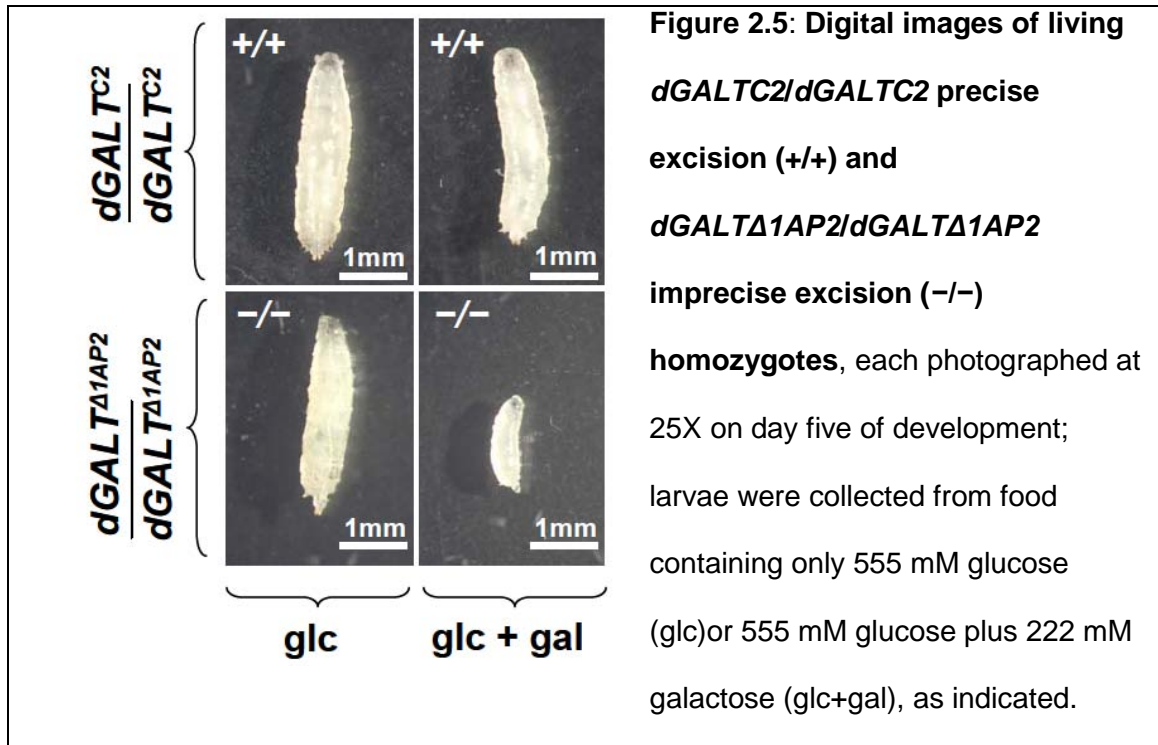 dGALT^C2
dGALT^C2
+/+
1mm
+/+
1mm
dGALT^Δ1AP2
dGALT^Δ1AP2
−/−
1mm
−/−
1mm
glc
glc + gal
Figure 2.5: Digital images of living
dGALTC2/dGALTC2 precise
excision (+/+) and
dGALTΔ1AP2/dGALTΔ1AP2
imprecise excision (−/−)
homozygotes, each photographed at
25X on day five of development;
larvae were collected from food
containing only 555 mM glucose
(glc)or 555 mM glucose plus 222 mM
galactose (glc+gal), as indicated.